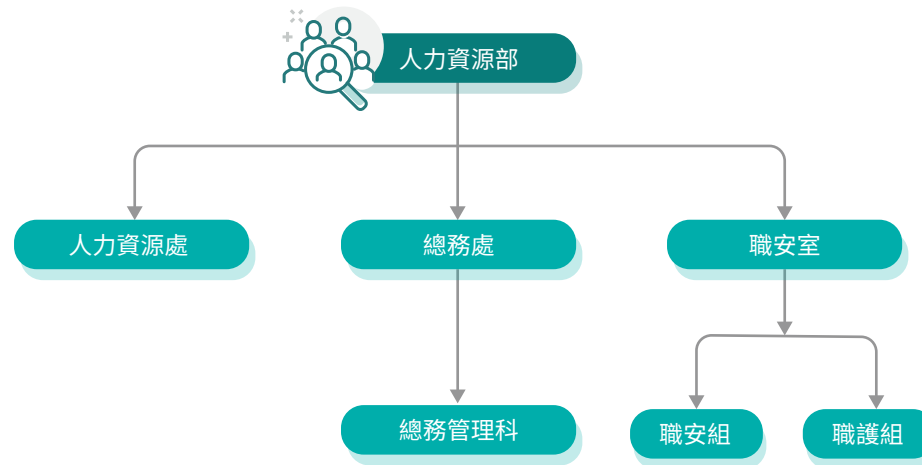 人力資源部
人力資源處
總務處
職安室
總務管理科
職安組
職護組